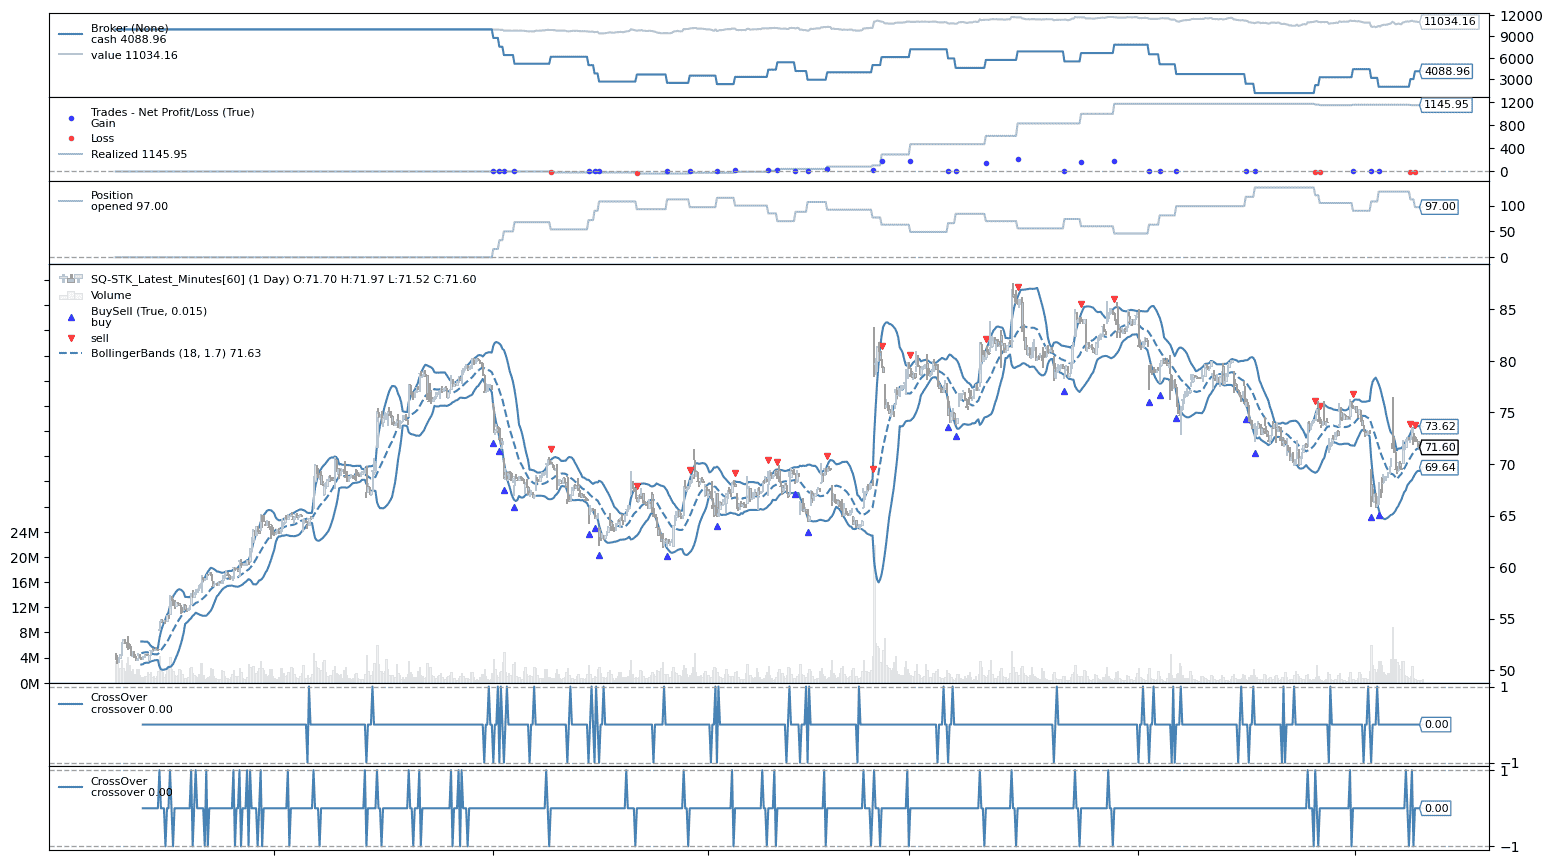 Broker (None)
cash 4088.96
value 11034.16
12000
11034.16
9000
6000
4088.96
3000
Trades - Net Profit/Loss (True)
Gain
Loss
Realized 1145.95
1200
1145.95
800
400
0
Position
opened 97.00
100
97.00
50
0
SQ-STK_Latest_Minutes[60] (1 Day) O:71.70 H:71.97 L:71.52 C:71.60
Volume
BuySell (True, 0.015)
buy
sell
BollingerBands (18, 1.7) 71.63
85
80
75
73.62
71.60
70
69.64
65
60
55
50
24M
20M
16M
12M
8M
4M
0M
CrossOver
crossover 0.00
1
0.00
−1
CrossOver
crossover 0.00
1
0.00
−1